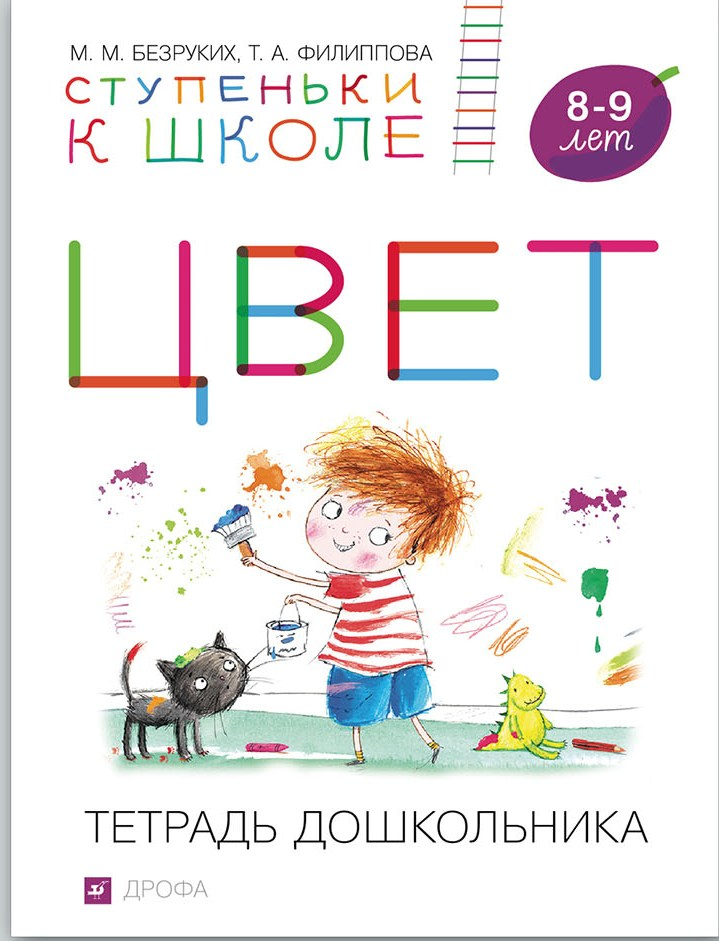 М. М. БЕЗРУКИХ, Т. А. ФИЛИППОВА
СТУПЕНЬКИ
К ШКОЛЕ
8-9
лет
ЦВЕТ
ТЕТРАДЬ ДОШКОЛЬНИКА
ДРОФА